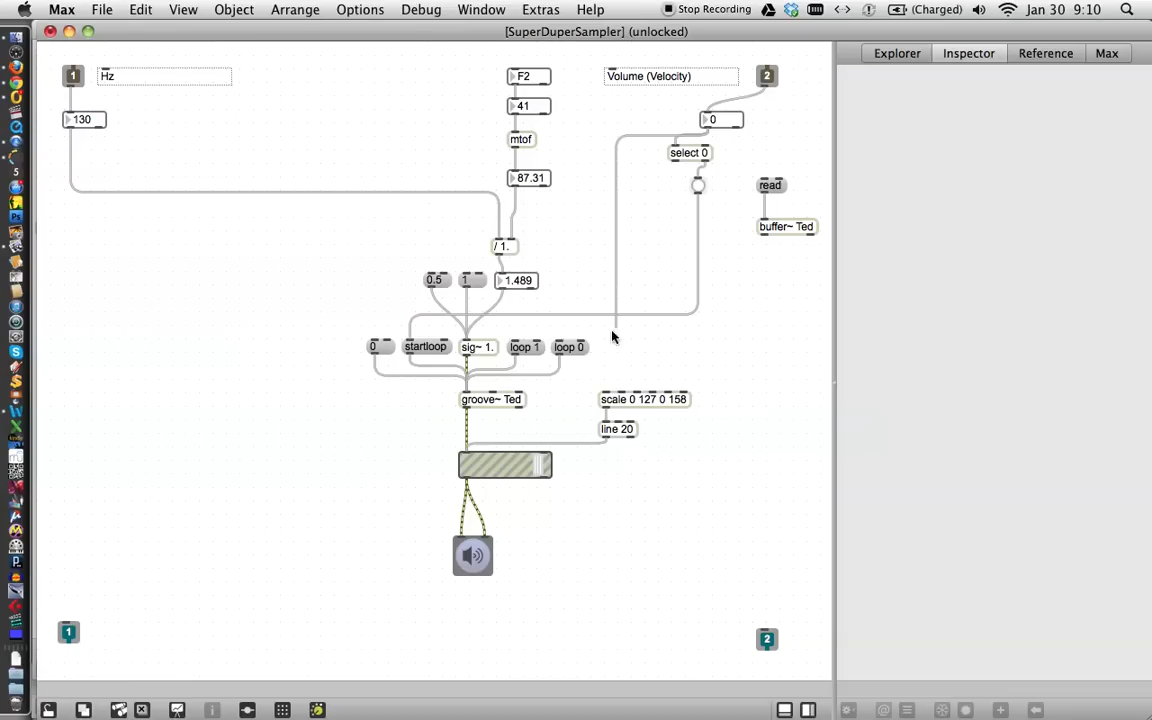 Max File Edit View Object Arrange Options Debug Window Extras Help Stop Recording (Charged) Jan 30 9:10
[SuperDuperSampler] (unlocked)
Explorer Inspector Reference Max
1 Hz F2 Volume (Velocity) 2
41
130 0
mtof
select 0
87.31
read
buffer~ Ted
/ 1.
0.5 1 1.489
0 startloop sig~ 1. loop 1 loop 0
groove~ Ted scale 0 127 0 158
line 20
1 2